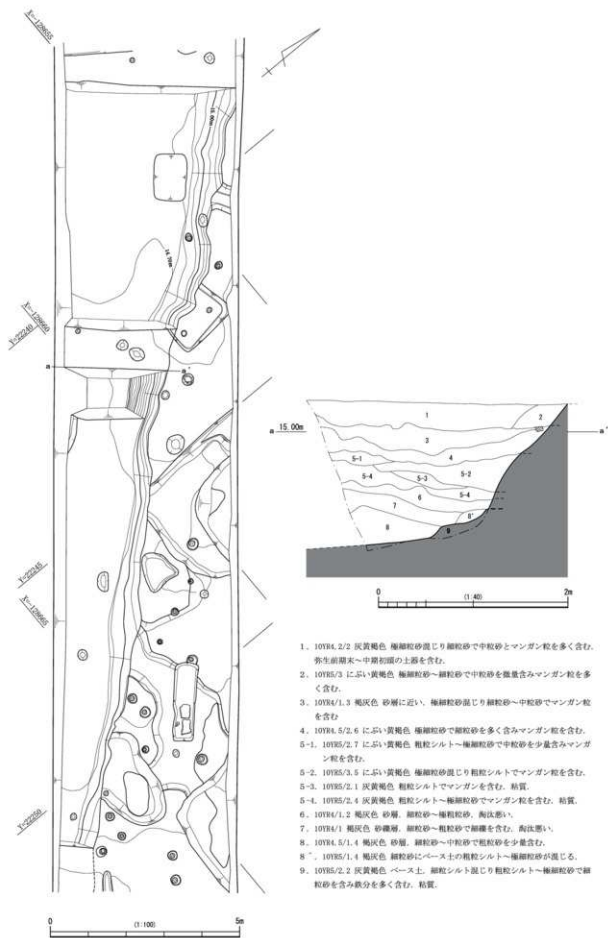 X=-128655
15.00m
14.70m
X=-128660
Y=22240
a
a'
1
2
a 15.00m
a'
3
5-1
4
5-4
5-3
5-2
6
5-4
7
8'
8
9
0
(1:40)
2m
Y=22245
X=-128665
Y=22250
0
(1:100)
5m
1. 10YR4.2/2 灰黄褐色 極細粒砂混じり細粒砂で中粒砂とマンガン粒を多く含む。
弥生前期末～中期初頭の土器を含む。
2. 10YR5/3 にぶい黄褐色 極細粒砂～細粒砂で中粒砂を微量含みマンガン粒を多
く含む。
3. 10YR4/1.3 褐灰色 砂層に近い。極細粒砂混じり細粒砂～中粒砂でマンガン粒
を含む
4. 10YR4.5/2.6 にぶい黄褐色 極細粒砂で細粒砂を多く含みマンガン粒を含む。
5-1. 10YR5/2.7 にぶい黄褐色 粗粒シルト～極細粒砂で中粒砂を少量含みマンガ
ン粒を含む。
5-2. 10YR5/3.5 にぶい黄褐色 極細粒砂混じり粗粒シルトでマンガン粒を含む。
5-3. 10YR5/2.1 灰黄褐色 粗粒シルトでマンガンを含む。粘質。
5-4. 10YR5/2.4 灰黄褐色 粗粒シルト～極細粒砂でマンガン粒を含む。粘質。
6. 10YR4/1.2 褐灰色 砂層。細粒砂～極粗粒砂。淘汰悪い。
7. 10YR4/1 褐灰色 砂礫層。細粒砂～粗粒砂で細礫を含む。淘汰悪い。
8. 10YR4.5/1.4 褐灰色 砂層。細粒砂～中粒砂で粗粒砂を少量含む。
8'. 10YR5/1.4 褐灰色 細粒砂にベース土の粗粒シルト～極細粒砂が混じる。
9. 10YR5/2.2 灰黄褐色 ベース土。細粒シルト混じり粗粒シルト～極細粒砂で細
粒砂を含み鉄分を多く含む。粘質。